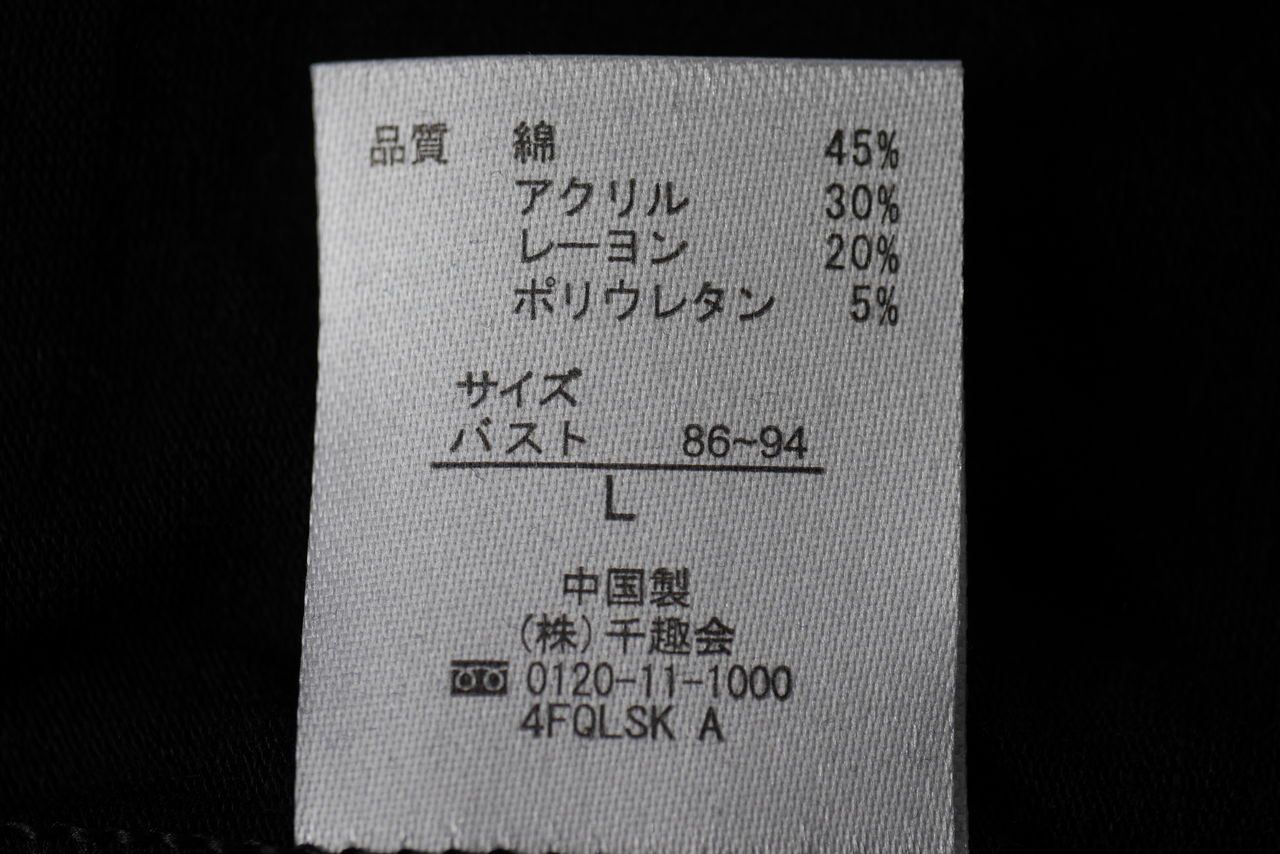 品質 綿 45%
アクリル 30%
レーヨン 20%
ポリウレタン 5%
サイズ
バスト 86~94
L
中国製
(株)千趣会
0120-11-1000
4FQLSK A